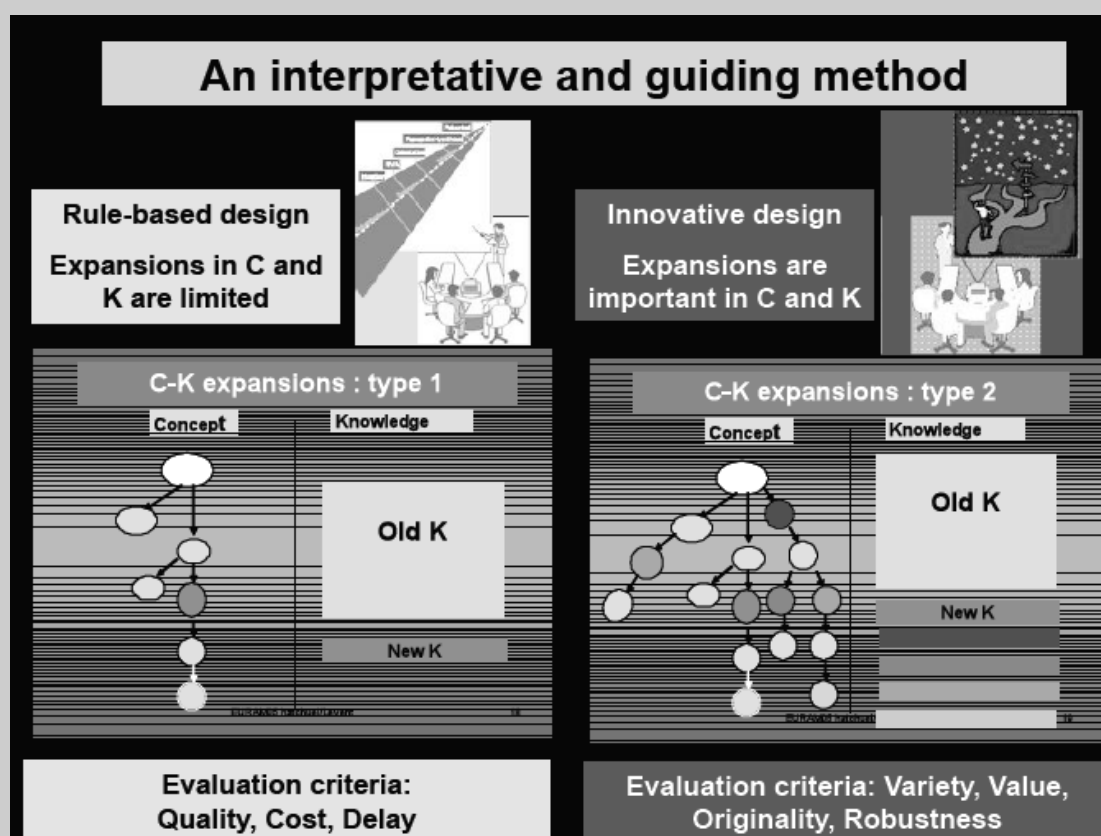 An interpretative and guiding method
Rule-based design
Expansions in C and
K are limited
Innovative design
Expansions are
important in C and K
C-K expansions : type 1
Concept
Knowledge
Old K
New K
C-K expansions : type 2
Concept
Knowledge
Old K
New K
Evaluation criteria:
Quality, Cost, Delay
Evaluation criteria: Variety, Value,
Originality, Robustness